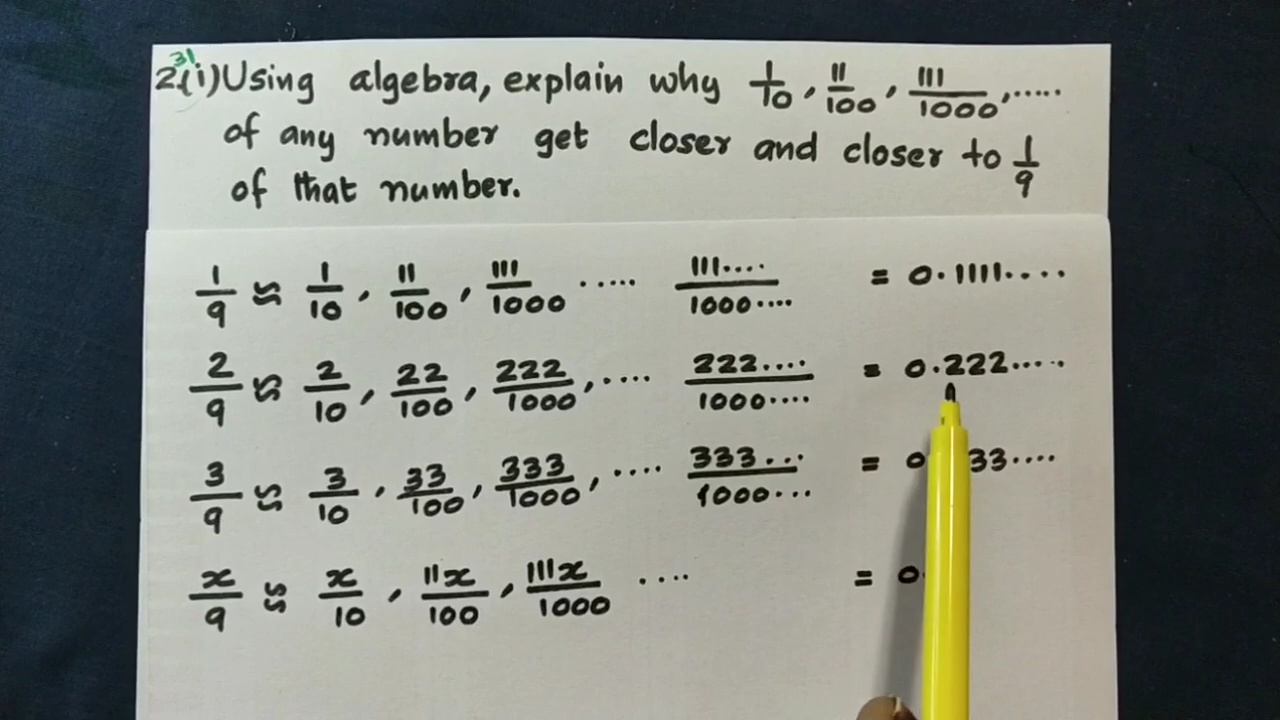 31
2(i) Using algebra, explain why 1/10, 11/100, 111/1000, .....
of any number get closer and closer to 1/9
of that number.
1/9 ≈ 1/10, 11/100, 111/1000 ..... 111..../1000.... = 0.1111....
2/9 ≈ 2/10, 22/100, 222/1000, .... 222..../1000.... = 0.222....
3/9 ≈ 3/10, 33/100, 333/1000, .... 333.../1000... = 0 33....
x/9 ≈ x/10, 11x/100, 111x/1000 .... = 0.